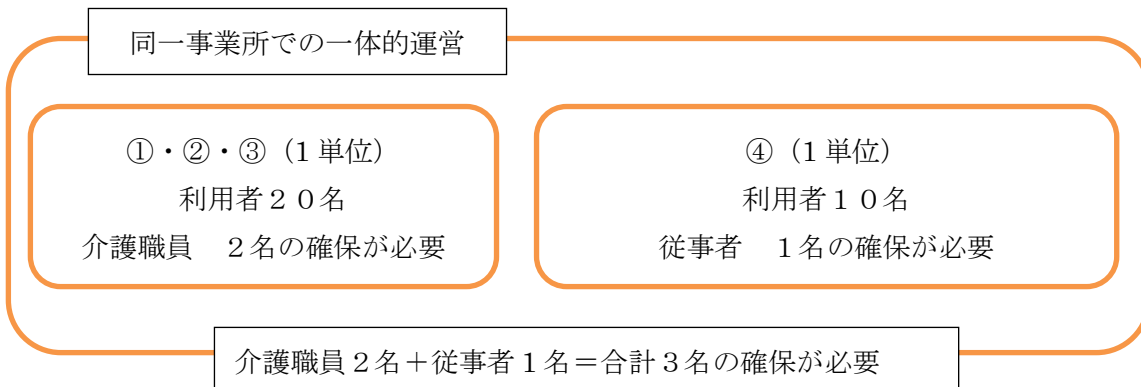 同一事業所での一体的運営
①・②・③（1 単位）
利用者２０名
介護職員　２名の確保が必要
④（1 単位）
利用者１０名
従事者　１名の確保が必要
介護職員２名＋従事者１名＝合計３名の確保が必要